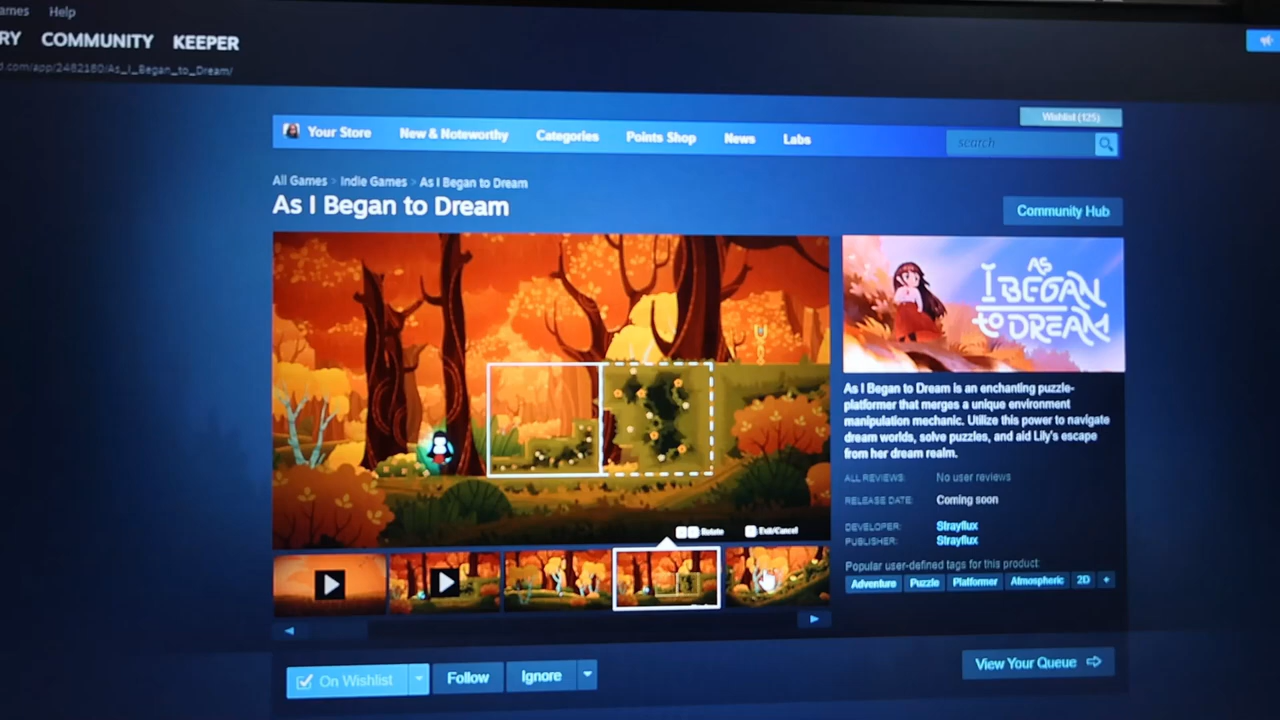 Help
COMMUNITY KEEPER
.com/app/2482180/As_I_Began_to_Dream/
Wishlist (125)
Your Store New & Noteworthy Categories Points Shop News Labs
search
All Games > Indie Games > As I Began to Dream
As I Began to Dream
Community Hub
AS
I BEGAN
to DREAM
As I Began to Dream is an enchanting puzzle-
platformer that merges a unique environment
manipulation mechanic. Utilize this power to navigate
dream worlds, solve puzzles, and aid Lily's escape
from her dream realm.
ALL REVIEWS: No user reviews
RELEASE DATE: Coming soon
DEVELOPER: Strayflux
PUBLISHER: Strayflux
Popular user-defined tags for this product:
Adventure Puzzle Platformer Atmospheric 2D +
Rotate Exit/Cancel
On Wishlist Follow Ignore
View Your Queue